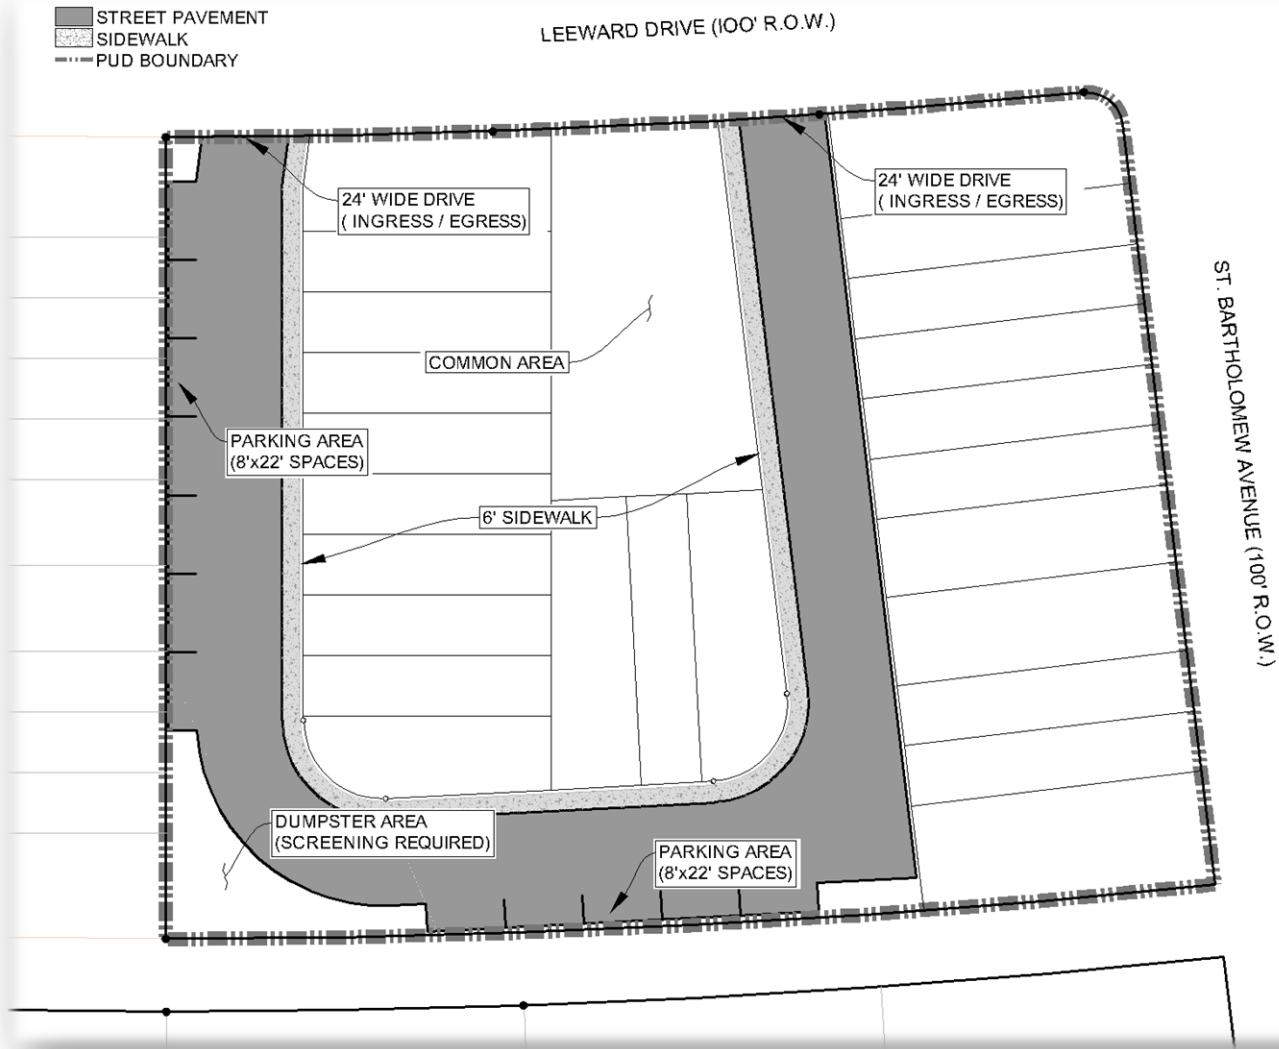 STREET PAVEMENT
SIDEWALK
PUD BOUNDARY
LEEWARD DRIVE (IOO' R.O.W.)
24' WIDE DRIVE
( INGRESS / EGRESS)
24' WIDE DRIVE
( INGRESS / EGRESS)
COMMON AREA
PARKING AREA
(8'x22' SPACES)
6' SIDEWALK
ST. BARTHOLOMEW AVENUE (100' R.O.W.)
DUMPSTER AREA
(SCREENING REQUIRED)
PARKING AREA
(8'x22' SPACES)